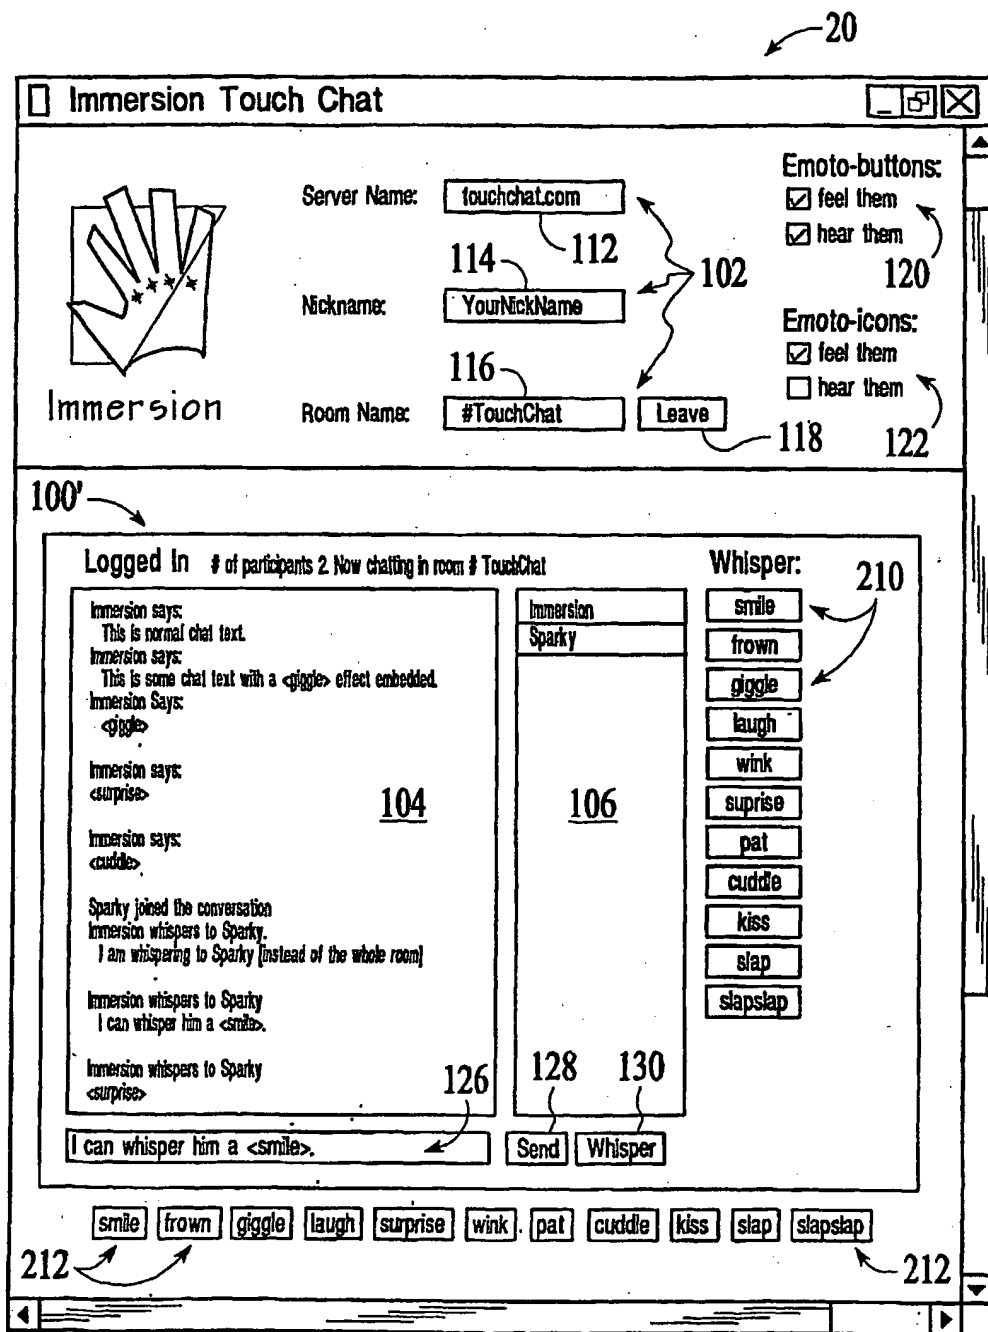 20
Immersion Touch Chat
Emoto-buttons:
feel them
hear them
120
Server Name: touchchat.com
112
102
114
Nickname: YourNickName
Emoto-icons:
feel them
hear them
122
116
Immersion
Room Name: #TouchChat Leave
118
100'
Logged In # of participants 2. Now chatting in room # TouchChat
Whisper:
210
Immersion says:
This is normal chat text.
Immersion says:
This is some chat text with a <giggle> effect embedded.
Immersion Says:
<giggle>
Immersion says:
<surprise>
Immersion says:
<cuddle>
Sparky joined the conversation
Immersion whispers to Sparky.
I am whispering to Sparky [instead of the whole room]
Immersion whispers to Sparky
I can whisper him a <smile>.
Immersion whispers to Sparky
<surprise>
104
Immersion
Sparky
106
smile
frown
giggle
laugh
wink
suprise
pat
cuddle
kiss
slap
slapslap
126
128
130
I can whisper him a <smile>.
Send Whisper
smile frown giggle laugh surprise wink pat cuddle kiss slap slapslap
212
212